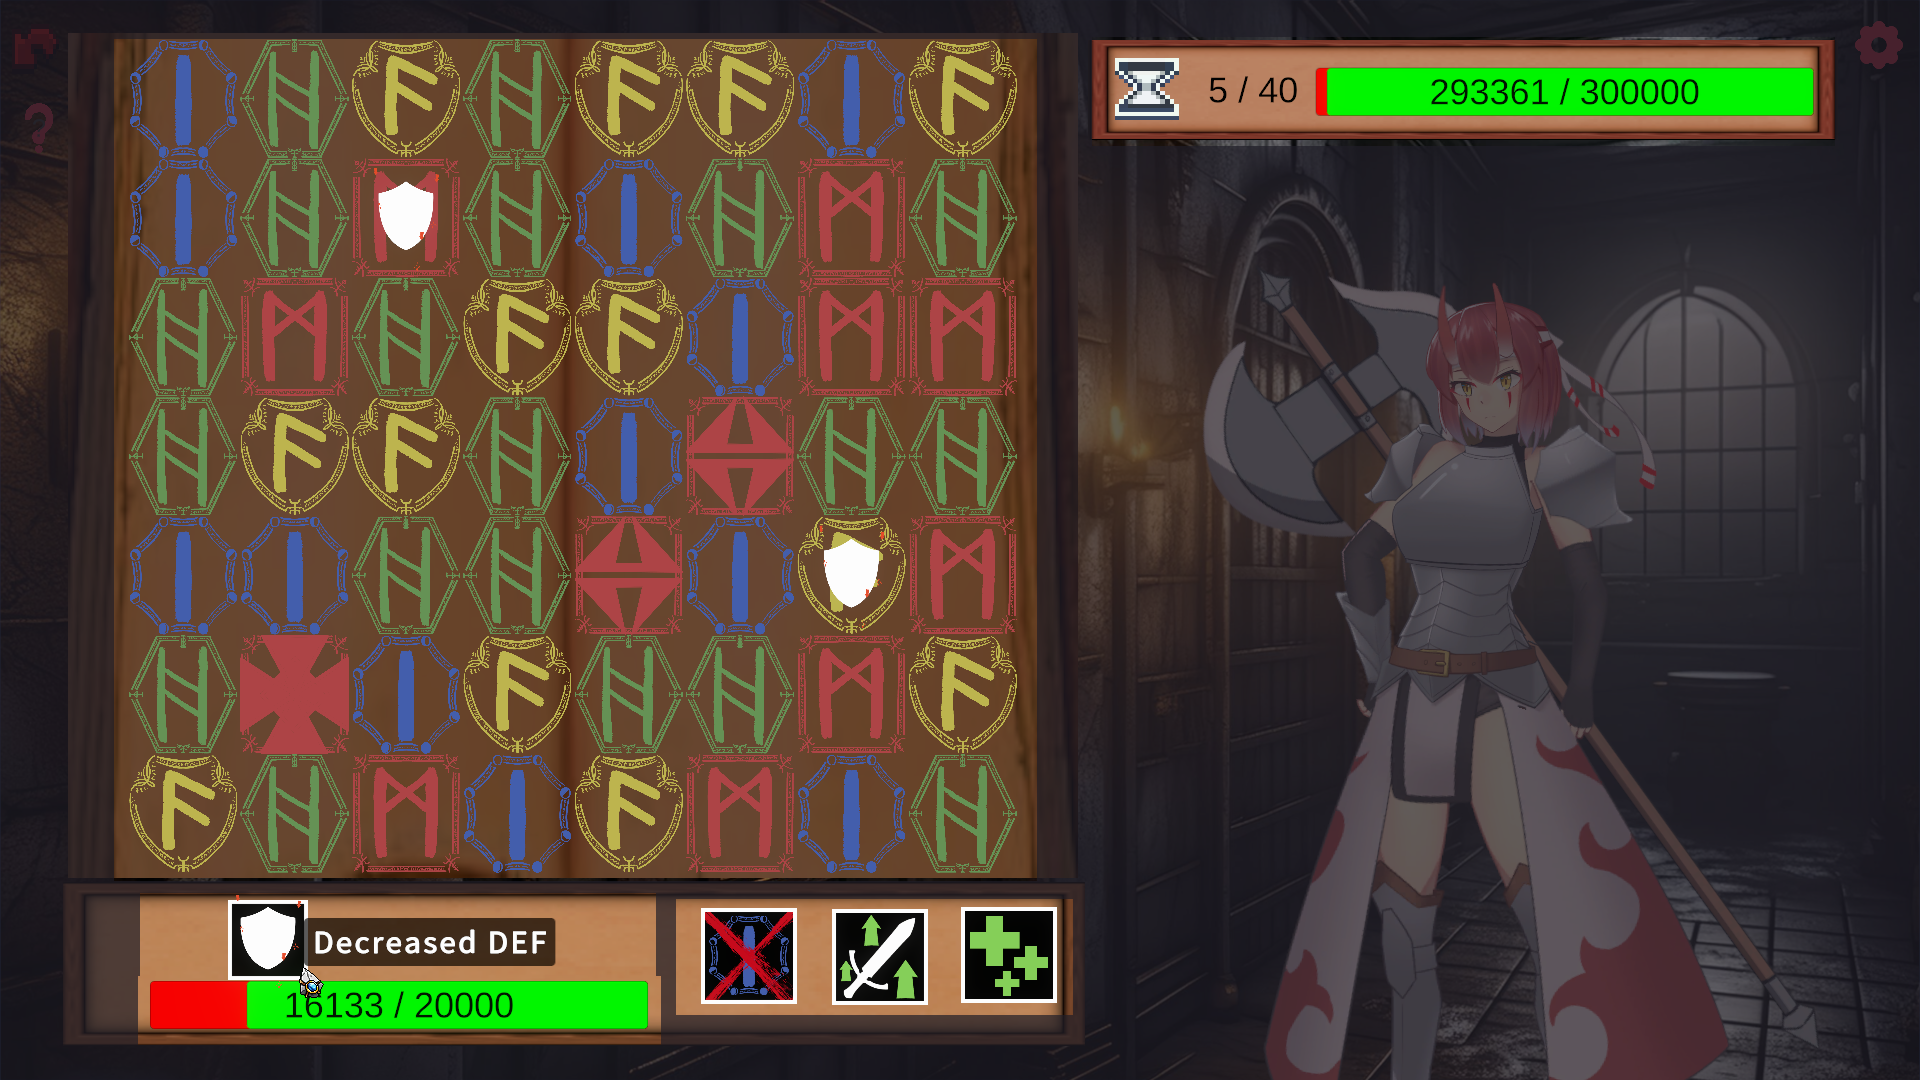 5 / 40
293361 / 300000
Decreased DEF
16133 / 20000
?